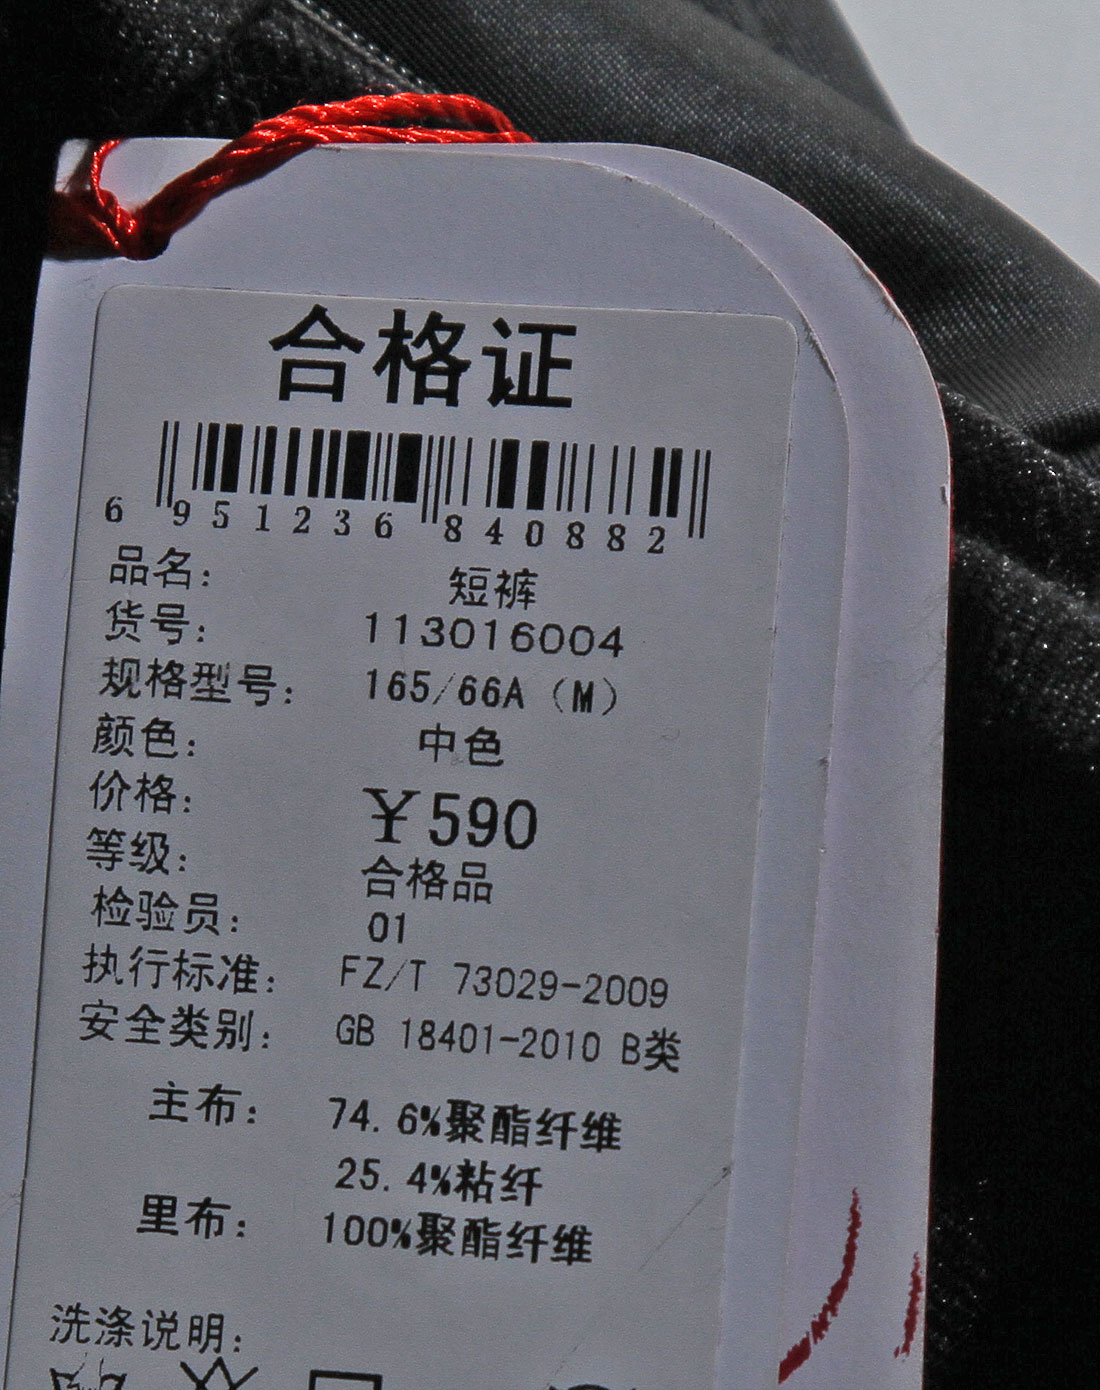 合格证
6 951236 840882
品名： 短裤
货号： 113016004
规格型号： 165/66A（M）
颜色： 中色
价格： ￥590
等级： 合格品
检验员： 01
执行标准： FZ/T 73029-2009
安全类别： GB 18401-2010 B类
主布： 74.6%聚酯纤维
25.4%粘纤
里布： 100%聚酯纤维
洗涤说明：